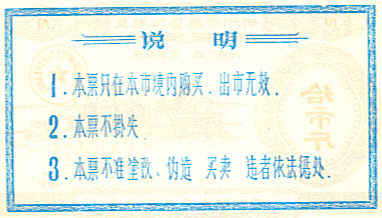 说 明
1.本票只在本市境内购买、出市无效.
2.本票不掛失.
3.本票不准塗改、伪造 买卖 违者依法惩处.